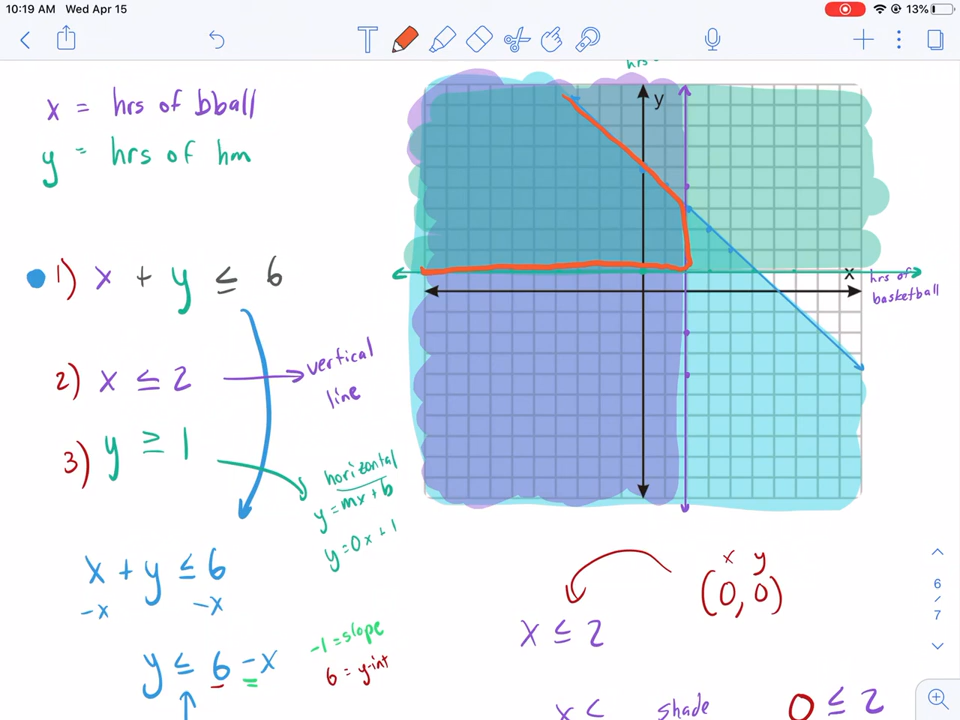 10:19 AM Wed Apr 15
13%
T
x = hrs of bball
y = hrs of hm
1) x + y ≤ 6
2) x ≤ 2
vertical
line
3) y ≥ 1
horizontal
y = mx + b
y = 0x + 1
x + y ≤ 6
-x -x
y ≤ 6 - x
-1 = slope
6 = y-int
hrs
y
x
hrs of
basketball
x y
(0, 0)
x ≤ 2
x <
shade
0 ≤ 2
6
/
7